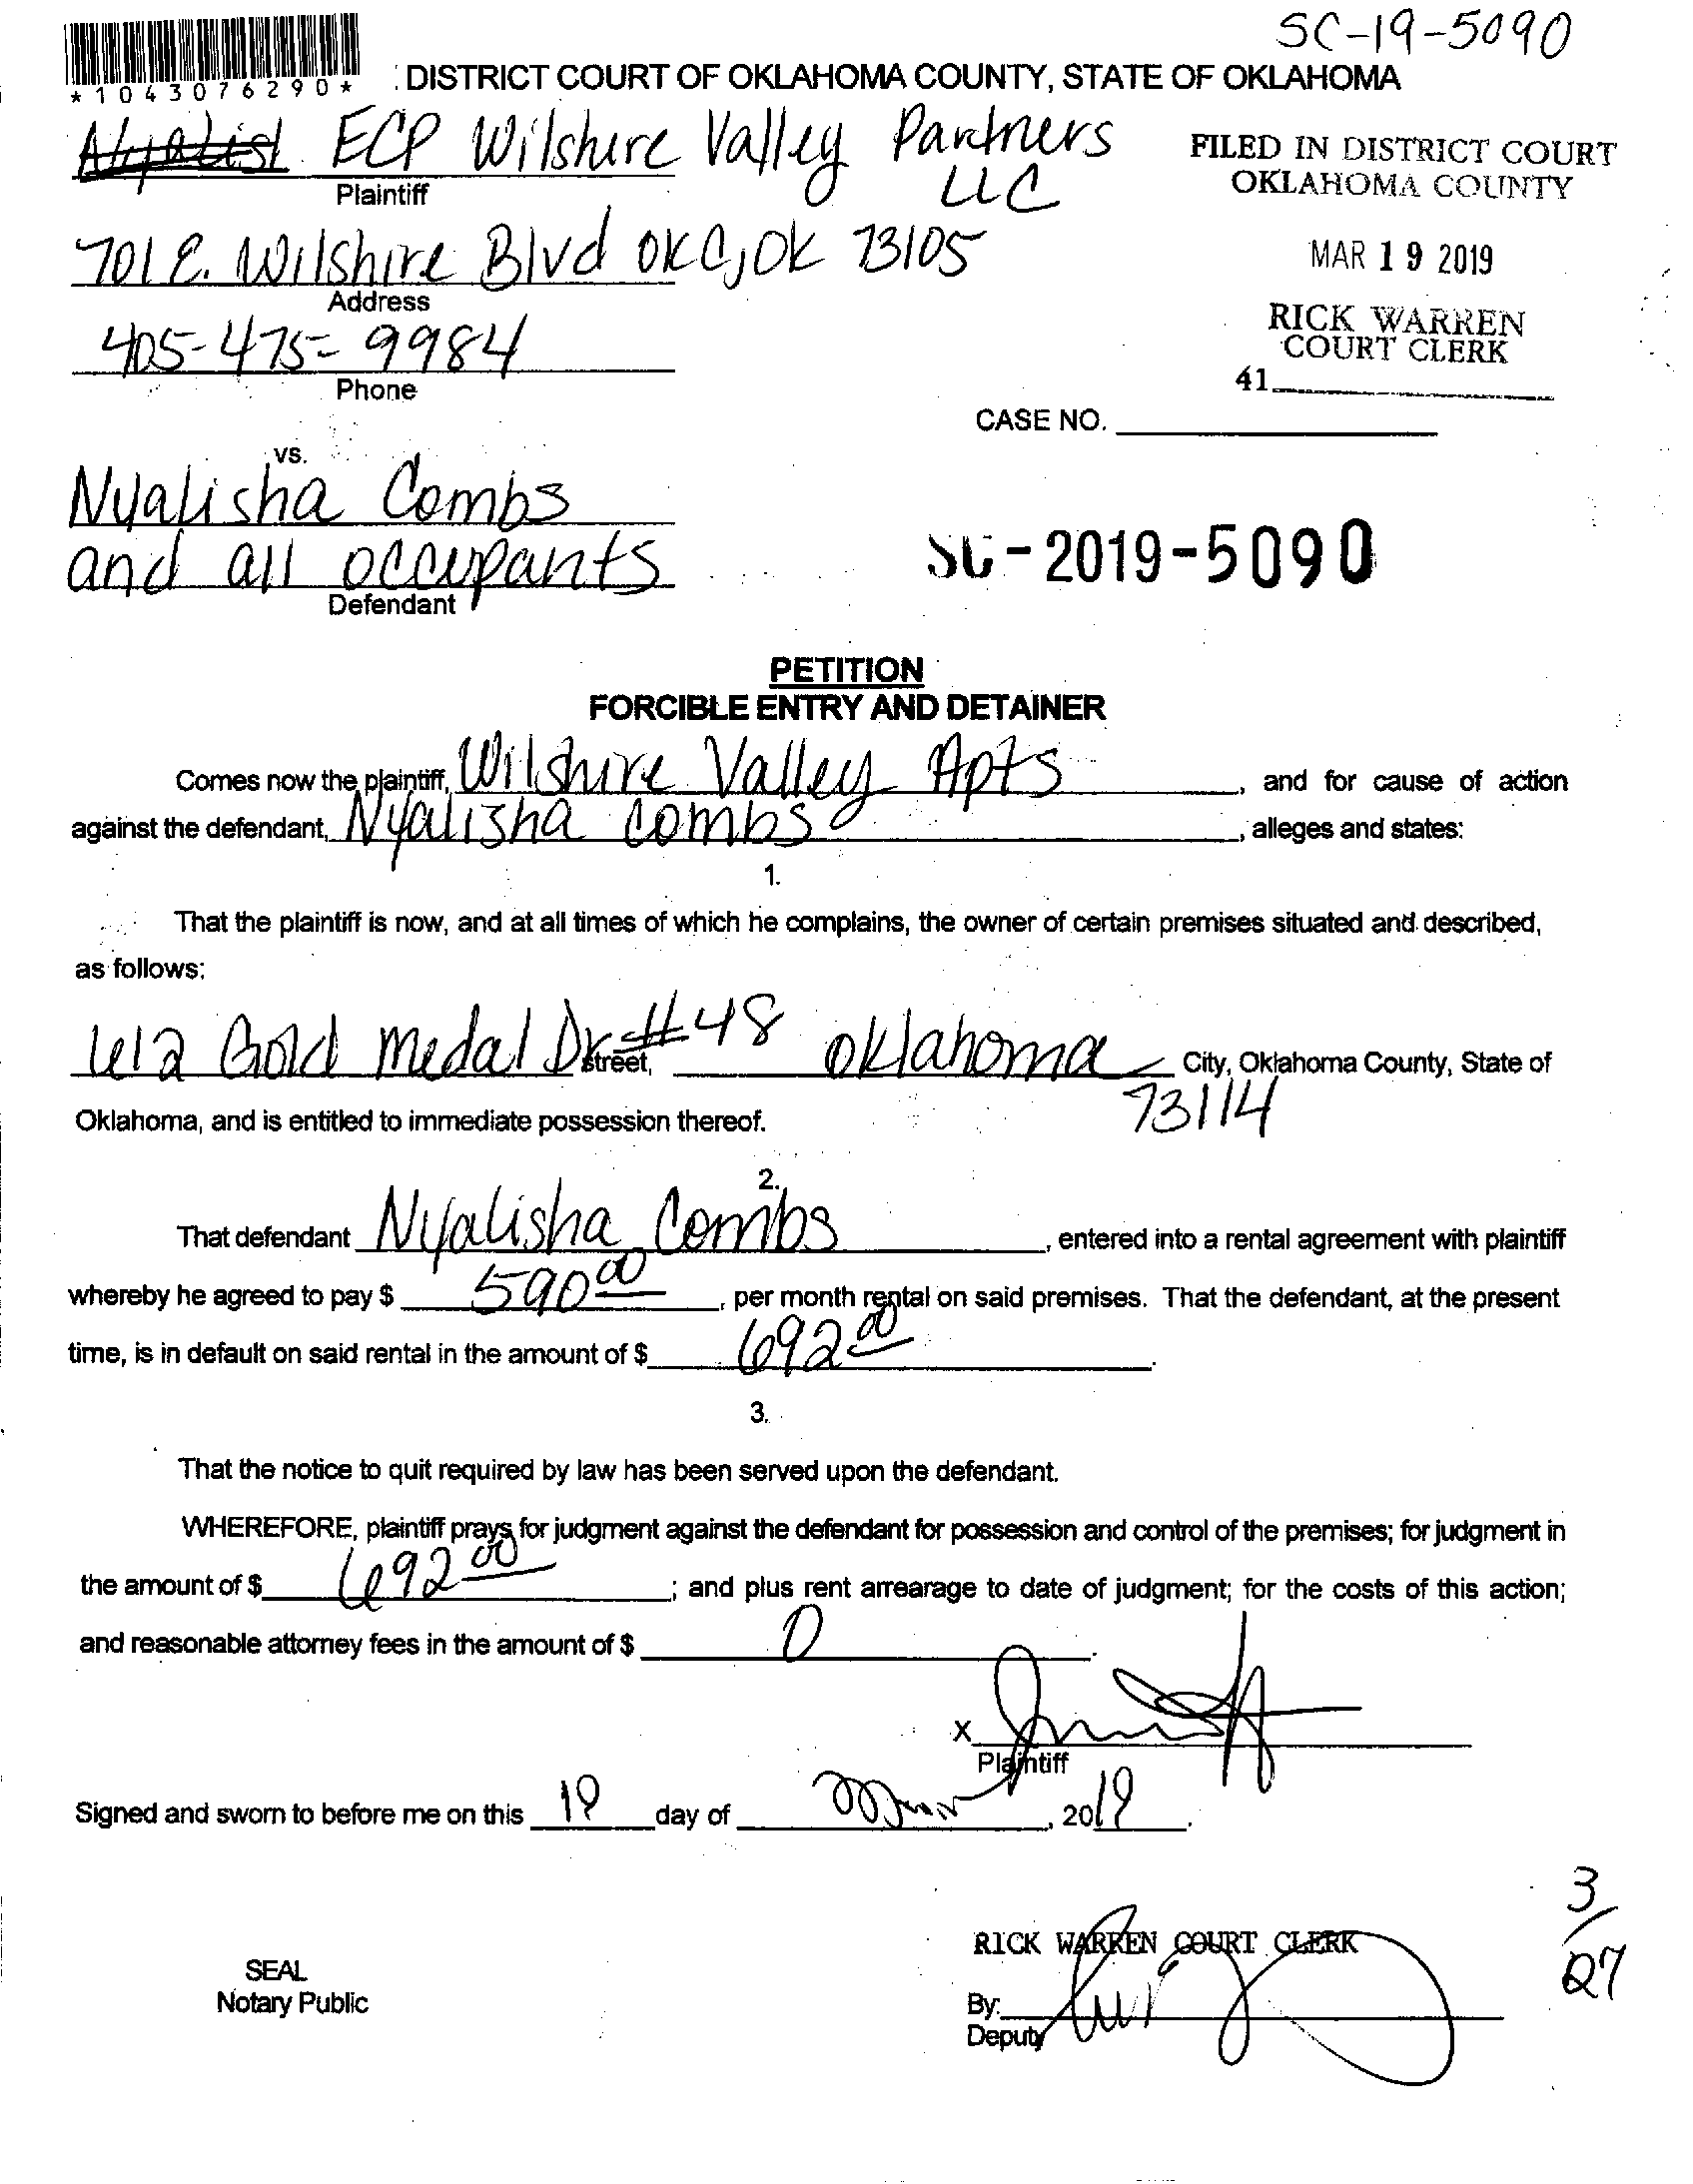 SC-19-5090
*1043076290*
DISTRICT COURT OF OKLAHOMA COUNTY, STATE OF OKLAHOMA
ECP Wilshire Valley Partners
LLC
Plaintiff
FILED IN DISTRICT COURT
OKLAHOMA COUNTY
701 E. Wilshire Blvd OKC, OK 73105
Address
MAR 19 2019
405-475-9984
Phone
RICK WARREN
COURT CLERK
41
CASE NO.
vs.
Nyalisha Combs
and all occupants
Defendant
SC-2019-5090
PETITION
FORCIBLE ENTRY AND DETAINER
Comes now the plaintiff, Wilshire Valley Apts, and for cause of action
against the defendant, Nyalisha Combs, alleges and states:
1.
That the plaintiff is now, and at all times of which he complains, the owner of certain premises situated and described,
as follows:
612 Gold Medal Dr #48 street, Oklahoma City, Oklahoma County, State of
73114
Oklahoma, and is entitled to immediate possession thereof.
2.
That defendant Nyalisha Combs, entered into a rental agreement with plaintiff
whereby he agreed to pay $ 590 00, per month rental on said premises. That the defendant, at the present
time, is in default on said rental in the amount of $ 692 00.
3.
That the notice to quit required by law has been served upon the defendant.
WHEREFORE, plaintiff prays for judgment against the defendant for possession and control of the premises; for judgment in
the amount of $ 692 00; and plus rent arrearage to date of judgment; for the costs of this action;
and reasonable attorney fees in the amount of $ 0.
X
Plaintiff
Signed and sworn to before me on this 19 day of Mar, 2019.
3/27
RICK WARREN COURT CLERK
SEAL
Notary Public
By:
Deputy